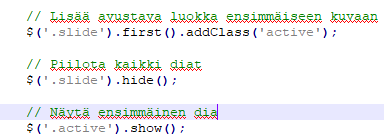 // Lisää avustava luokka ensimmäiseen kuvaan
$('.slide').first().addClass('active');
// Piilota kaikki diat
$('.slide').hide();
// Näytä ensimmäinen dia
$('.active').show();